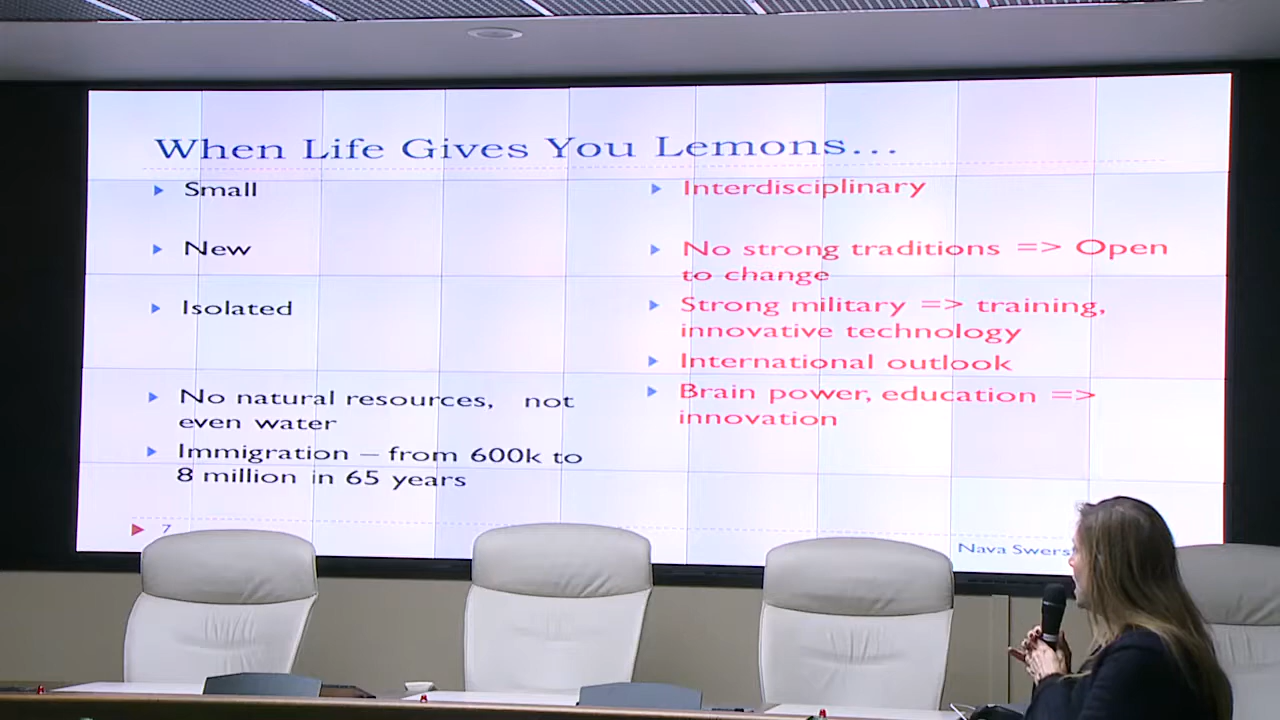 When Life Gives You Lemons...
Small
New
Isolated
No natural resources, not
even water
Immigration – from 600k to
8 million in 65 years
Interdisciplinary
No strong traditions => Open
to change
Strong military => training,
innovative technology
International outlook
Brain power, education =>
innovation
7
Nava Swers